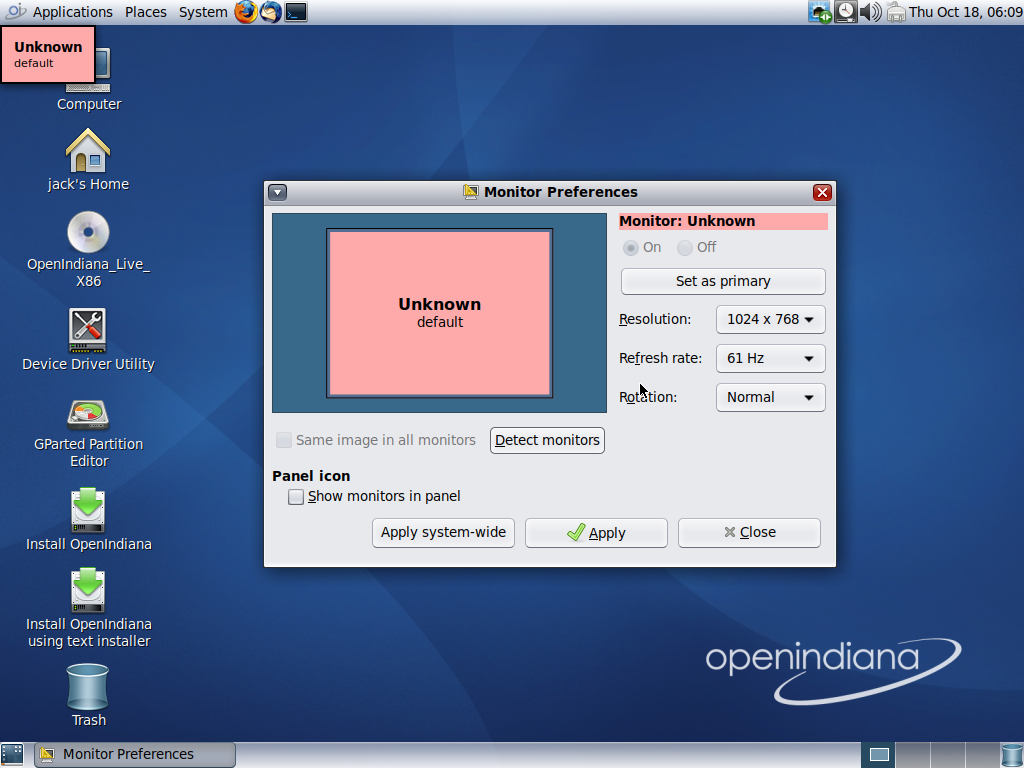 Applications Places System Thu Oct 18, 06:09
Unknown
default
Computer
jack's Home
OpenIndiana_Live_
X86
Device Driver Utility
GParted Partition
Editor
Install OpenIndiana
Install OpenIndiana
using text installer
Trash
Monitor Preferences
Unknown
default
Monitor: Unknown
On Off
Set as primary
Resolution: 1024 x 768
Refresh rate: 61 Hz
Rotation: Normal
Same image in all monitors Detect monitors
Panel icon
Show monitors in panel
Apply system-wide Apply Close
openindiana
Monitor Preferences